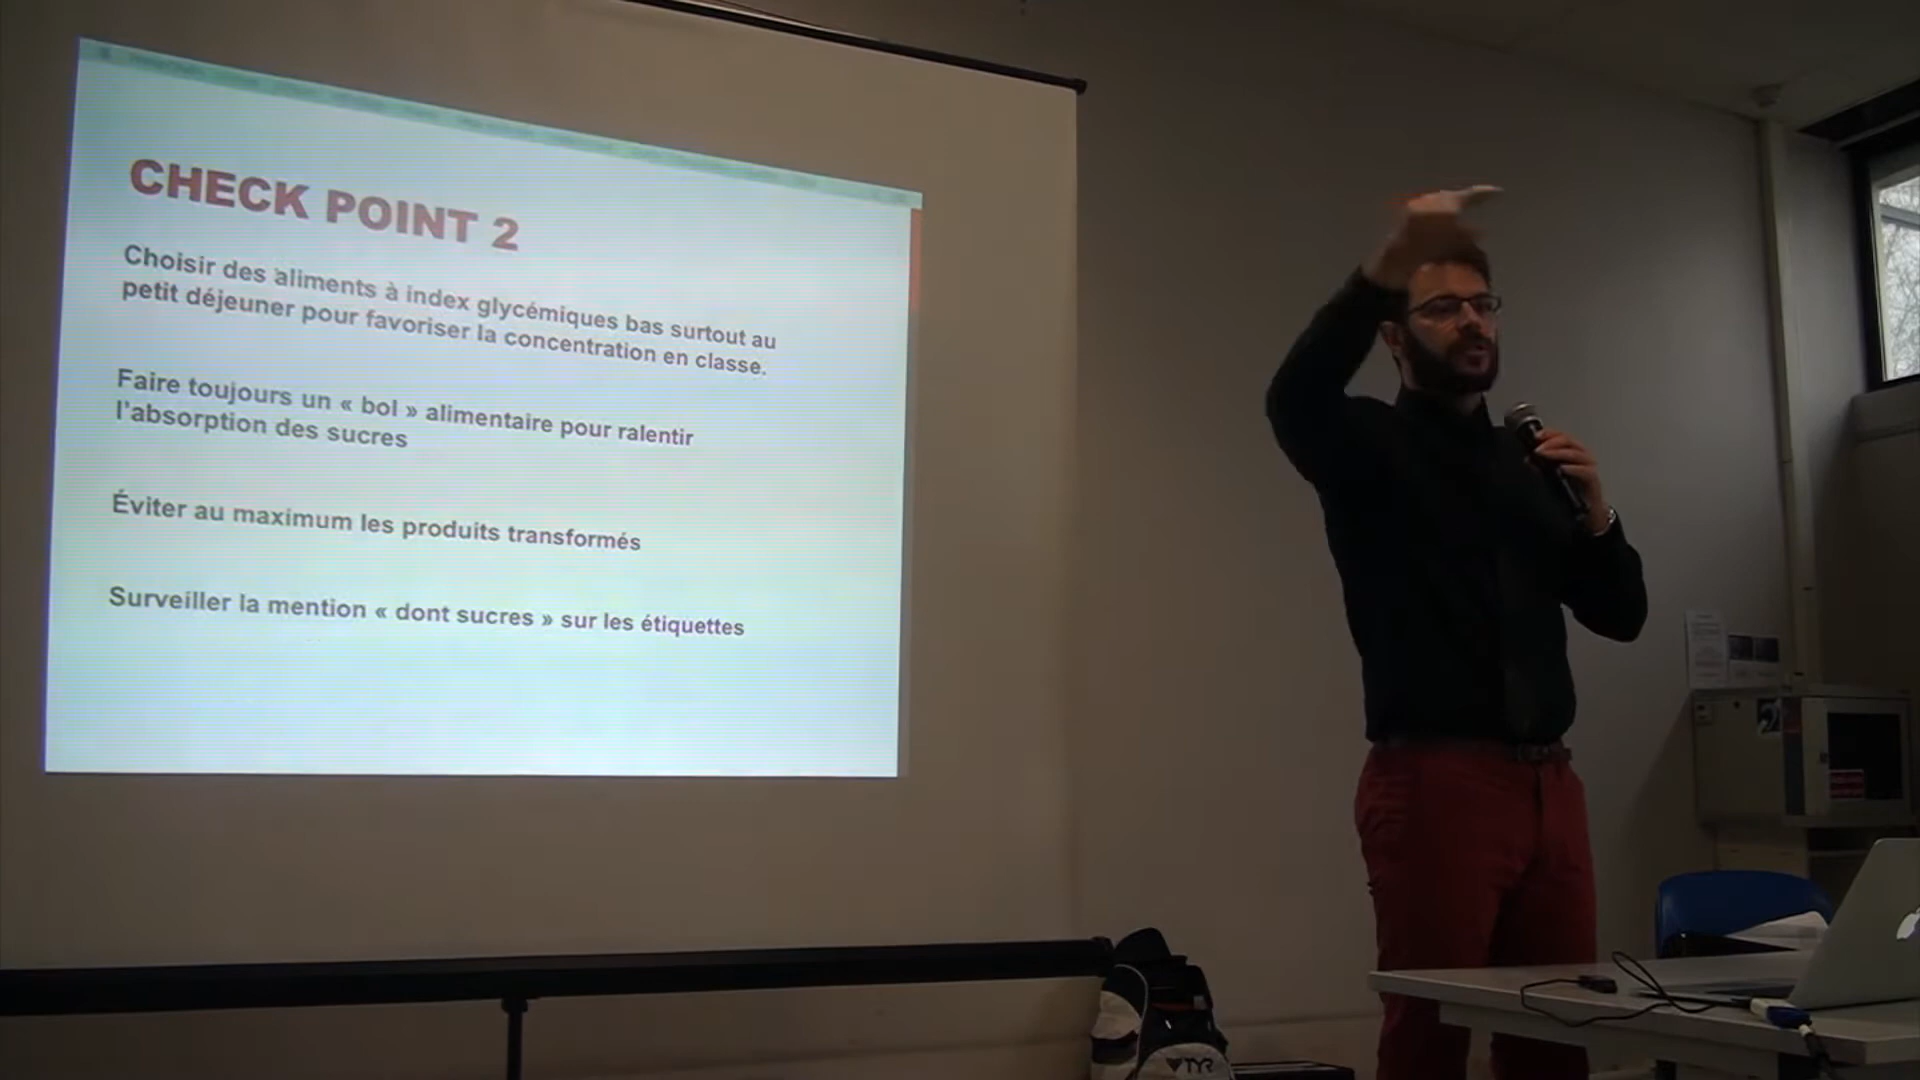 CHECK POINT 2
Choisir des aliments à index glycémiques bas surtout au
petit déjeuner pour favoriser la concentration en classe.
Faire toujours un « bol » alimentaire pour ralentir
l'absorption des sucres
Éviter au maximum les produits transformés
Surveiller la mention « dont sucres » sur les étiquettes
TYR